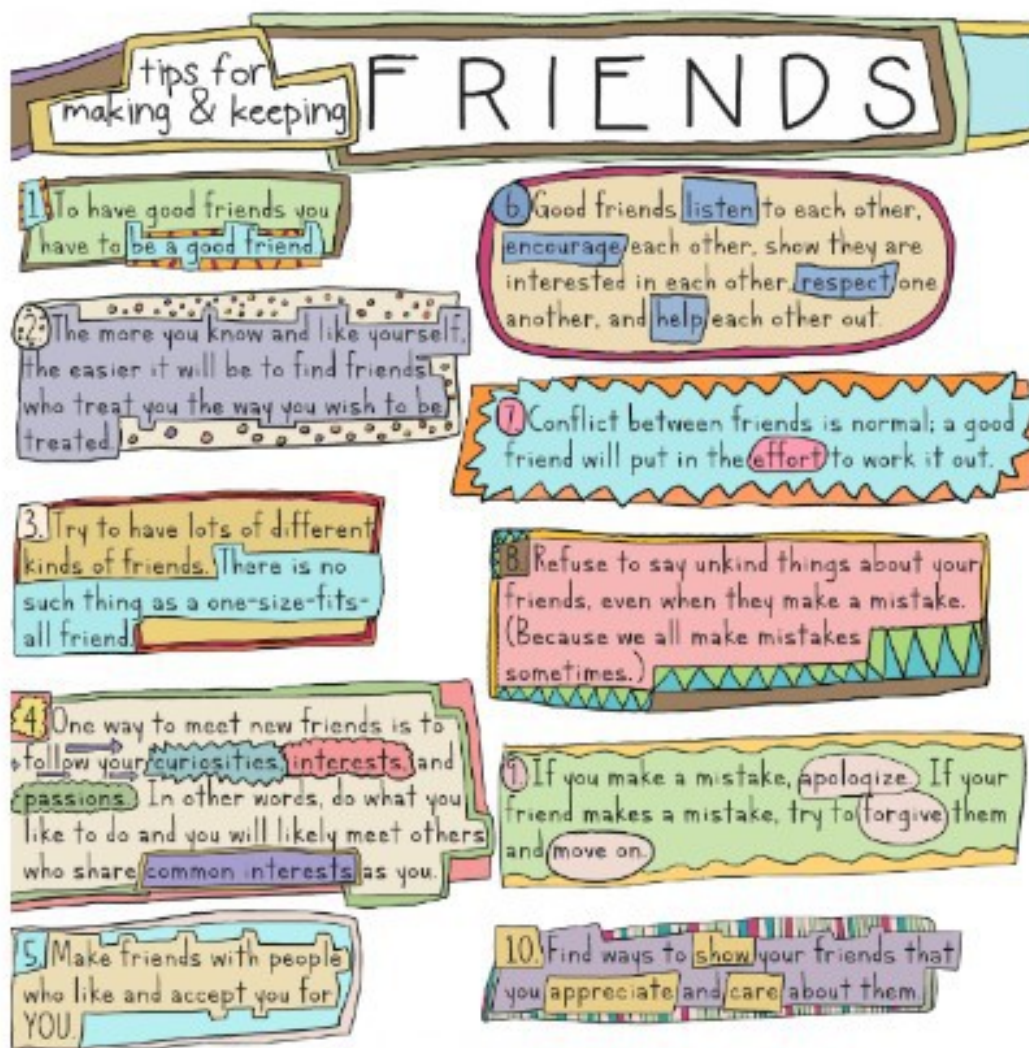 tips for
making & keeping
FRIENDS
1. To have good friends you
have to be a good friend.
2. The more you know and like yourself,
the easier it will be to find friends
who treat you the way you wish to be
treated.
3. Try to have lots of different
kinds of friends. There is no
such thing as a one-size-fits-
all friend.
4. One way to meet new friends is to
follow your curiosities, interests, and
passions. In other words, do what you
like to do and you will likely meet others
who share common interests as you.
5. Make friends with people
who like and accept you for
YOU.
6. Good friends listen to each other,
encourage each other, show they are
interested in each other, respect one
another, and help each other out.
7. Conflict between friends is normal; a good
friend will put in the effort to work it out.
8. Refuse to say unkind things about your
friends, even when they make a mistake.
(Because we all make mistakes
sometimes.)
9. If you make a mistake, apologize. If your
friend makes a mistake, try to forgive them
and move on.
10. Find ways to show your friends that
you appreciate and care about them.